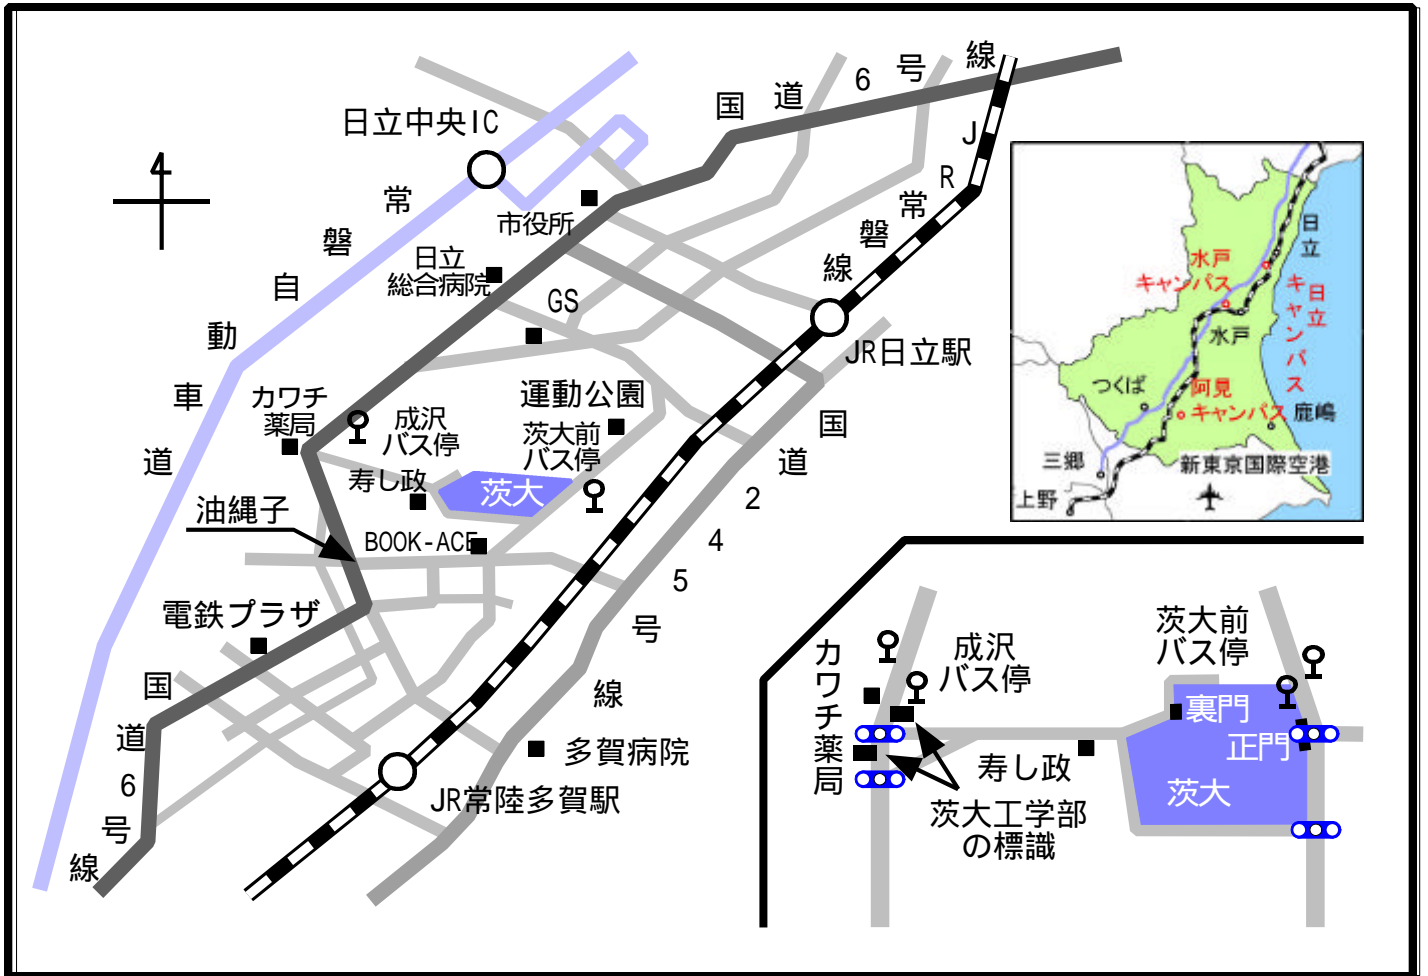 日立中央IC
常磐自動車道
国道6号線
JR常磐線
市役所
日立
総合病院
GS
JR日立駅
カワチ
薬局
成沢
バス停
運動公園
茨大前
バス停
寿し政
茨大
油縄子
BOOK-ACE
国道245号線
電鉄プラザ
国道6号線
多賀病院
JR常陸多賀駅
日立
水戸
キャンパス
日立
キャンパス
水戸
つくば
阿見
キャンパス
鹿嶋
三郷
新東京国際空港
上野
カワチ薬局
成沢
バス停
茨大前
バス停
裏門
正門
寿し政
茨大
茨大工学部
の標識